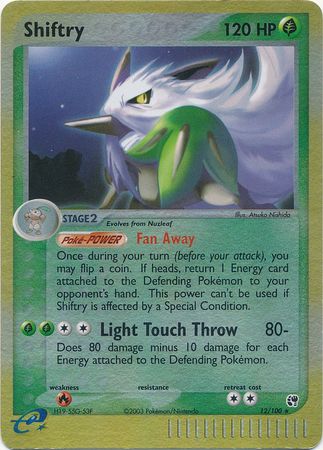 Shiftry 120 HP
Illus. Atsuko Nishida
STAGE2 Evolves from Nuzleaf
Poké-POWER Fan Away
Once during your turn (before your attack), you
may flip a coin. If heads, return 1 Energy card
attached to the Defending Pokémon to your
opponent's hand. This power can't be used if
Shiftry is affected by a Special Condition.
Light Touch Throw 80-
Does 80 damage minus 10 damage for each
Energy attached to the Defending Pokémon.
weakness resistance retreat cost
H19-55G-53F ©2003 Pokémon/Nintendo 12/100 ★
e